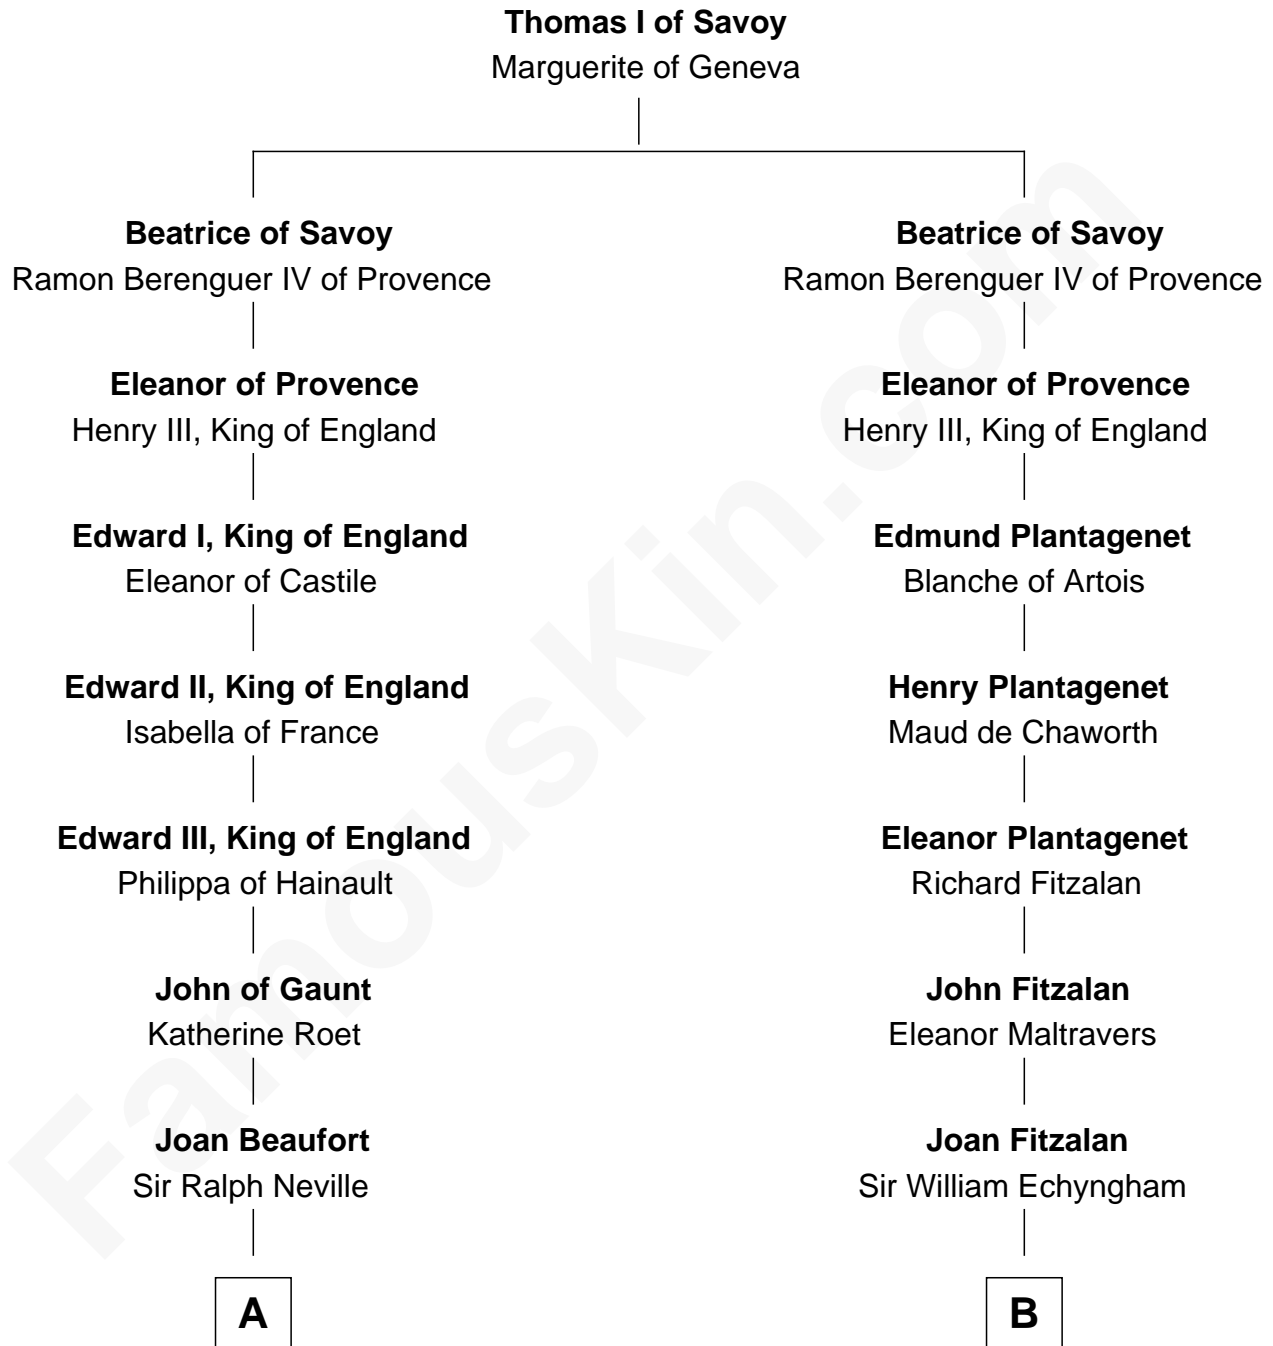 Thomas I of Savoy
Marguerite of Geneva
Beatrice of Savoy
Ramon Berenguer IV of Provence
Eleanor of Provence
Henry III, King of England
Edward I, King of England
Eleanor of Castile
Edward II, King of England
Isabella of France
Edward III, King of England
Philippa of Hainault
John of Gaunt
Katherine Roet
Joan Beaufort
Sir Ralph Neville
A
Beatrice of Savoy
Ramon Berenguer IV of Provence
Eleanor of Provence
Henry III, King of England
Edmund Plantagenet
Blanche of Artois
Henry Plantagenet
Maud de Chaworth
Eleanor Plantagenet
Richard Fitzalan
John Fitzalan
Eleanor Maltravers
Joan Fitzalan
Sir William Echyngham
B
FamousKin.com